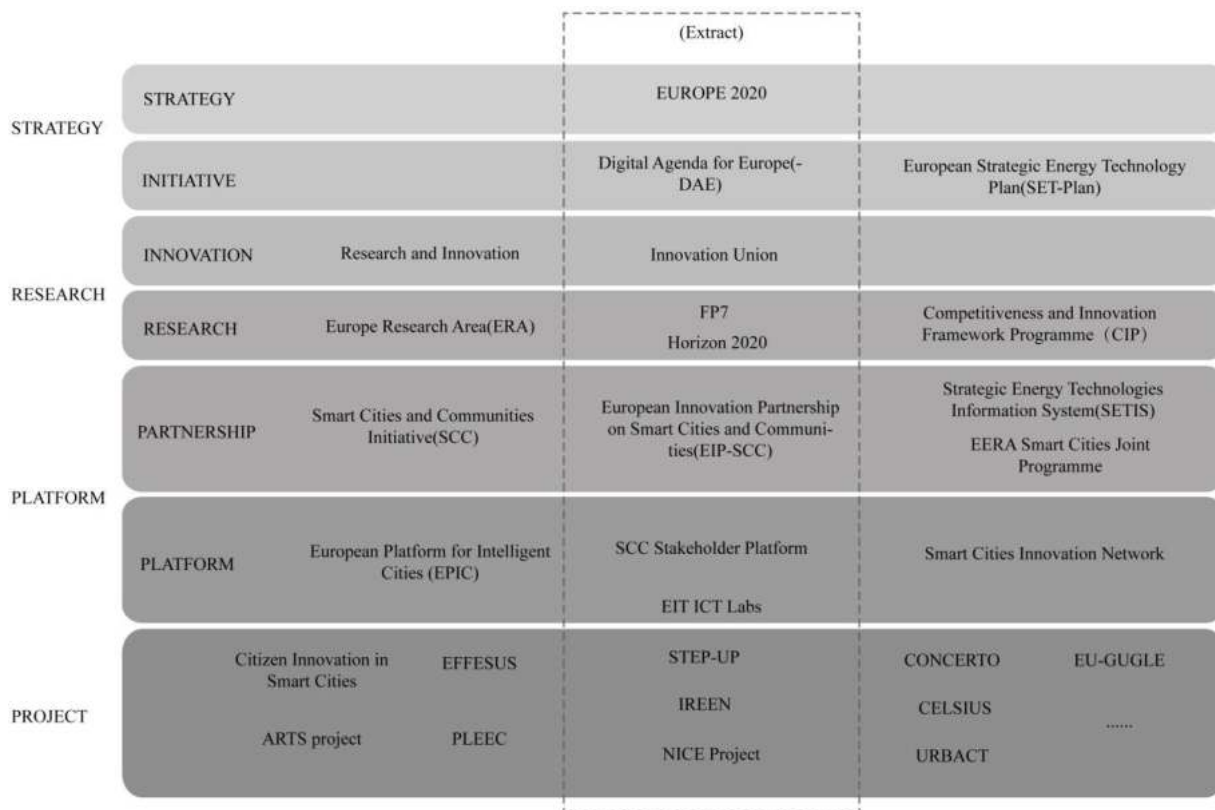 (Extract)
STRATEGY
STRATEGY
EUROPE 2020
INITIATIVE
Digital Agenda for Europe(-
DAE)
European Strategic Energy Technology
Plan(SET-Plan)
RESEARCH
INNOVATION
Research and Innovation
Innovation Union
RESEARCH
Europe Research Area(ERA)
FP7
Horizon 2020
Competitiveness and Innovation
Framework Programme（CIP）
PLATFORM
PARTNERSHIP
Smart Cities and Communities
Initiative(SCC)
European Innovation Partnership
on Smart Cities and Communi-
ties(EIP-SCC)
Strategic Energy Technologies
Information System(SETIS)
EERA Smart Cities Joint
Programme
PLATFORM
European Platform for Intelligent
Cities (EPIC)
SCC Stakeholder Platform
EIT ICT Labs
Smart Cities Innovation Network
PROJECT
Citizen Innovation in
Smart Cities
EFFESUS
ARTS project
PLEEC
STEP-UP
IREEN
NICE Project
CONCERTO
EU-GUGLE
CELSIUS
......
URBACT